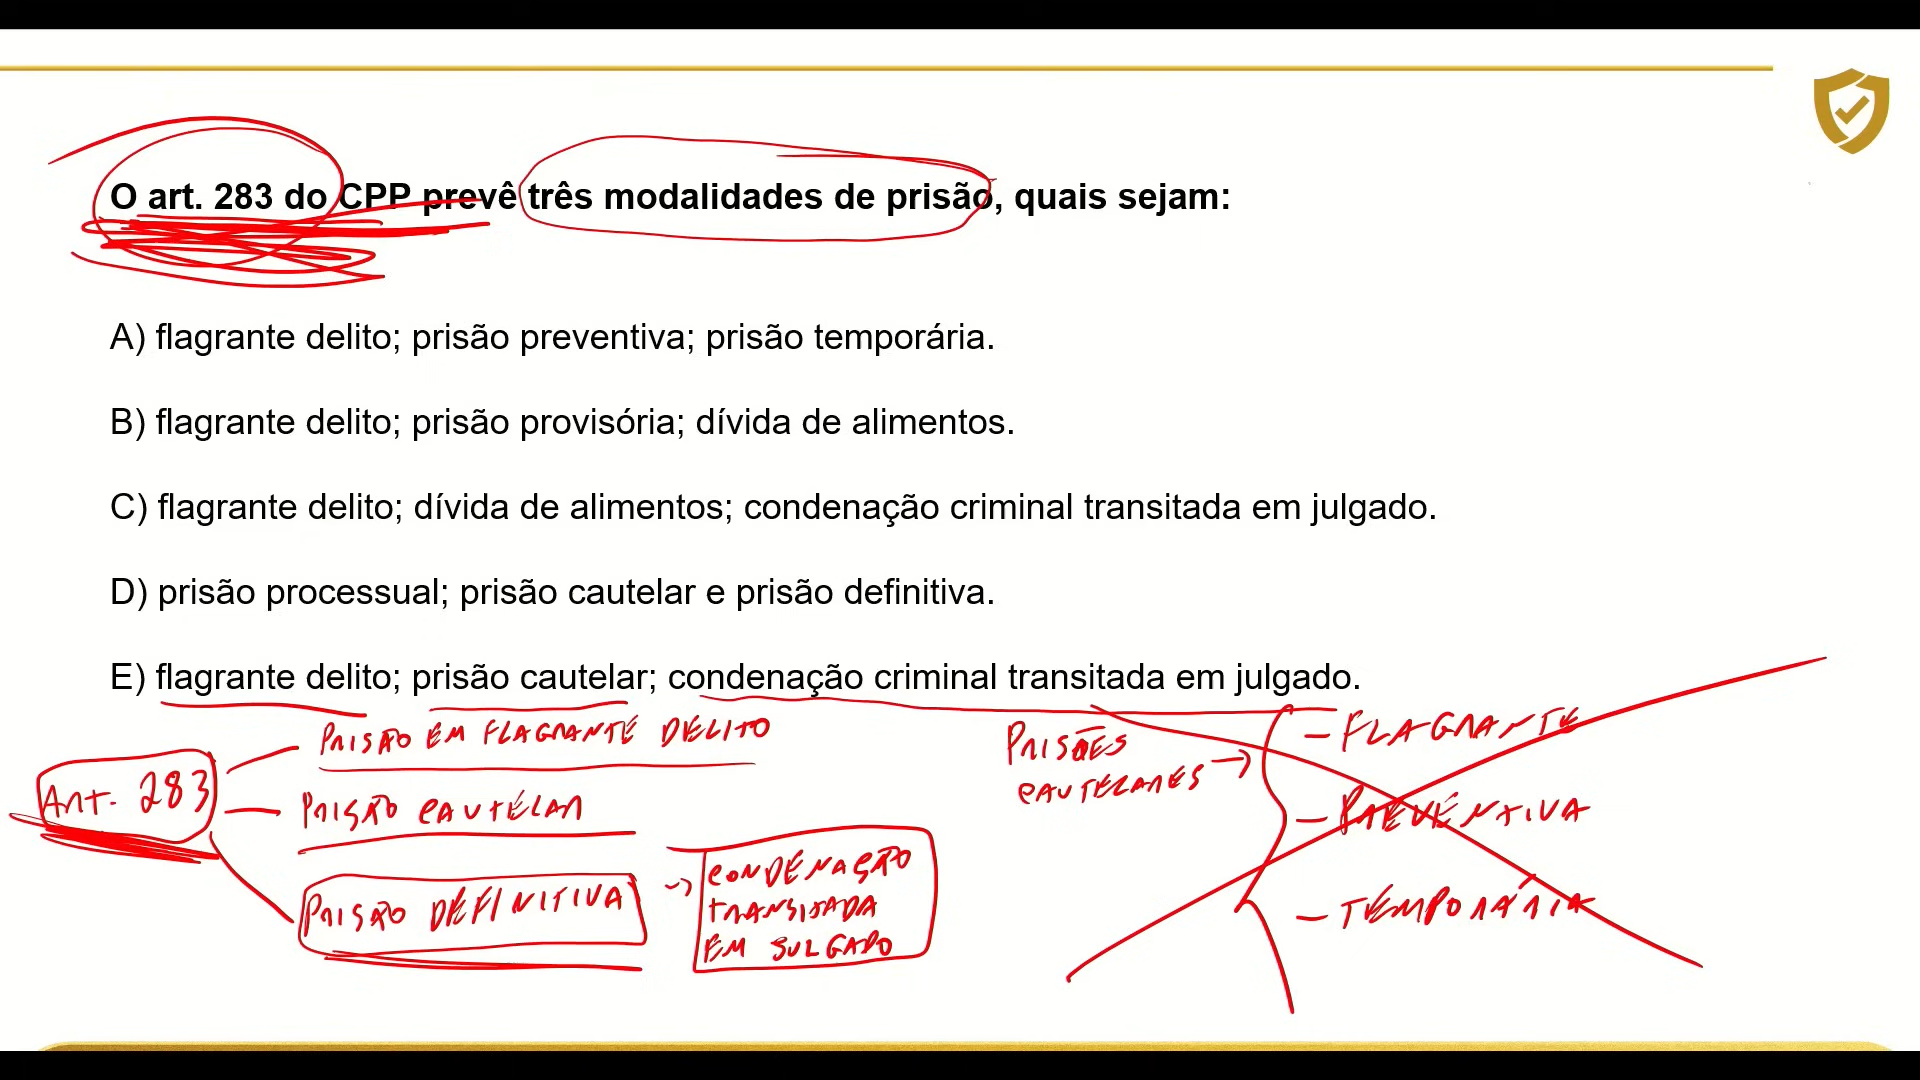 O art. 283 do CPP prevê três modalidades de prisão, quais sejam:
A) flagrante delito; prisão preventiva; prisão temporária.
B) flagrante delito; prisão provisória; dívida de alimentos.
C) flagrante delito; dívida de alimentos; condenação criminal transitada em julgado.
D) prisão processual; prisão cautelar e prisão definitiva.
E) flagrante delito; prisão cautelar; condenação criminal transitada em julgado.
ART. 283
PRISÃO EM FLAGRANTE DELITO
PRISÃO CAUTELAR
PRISÃO DEFINITIVA
CONDENAÇÃO
TRANSITADA
EM JULGADO
PRISÕES
CAUTELARES
- FLAGRANTE
- PREVENTIVA
- TEMPORÁRIA